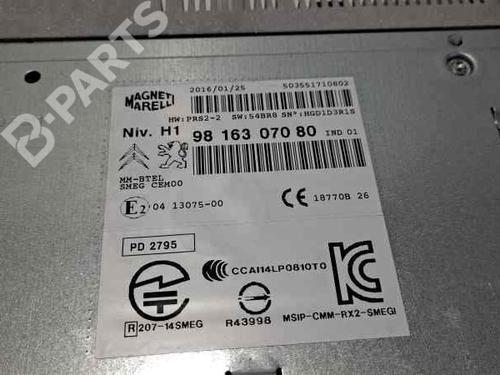 B-PARTS
MAGNETI MARELLI
2016/01/25 503551710602
HW:PRS2-2 SW:54BR8 SN°:HGD1D3R1S
Niv. H1 98 163 070 80 IND 01
MM-BTEL
SMEG CEM00
E2 04 13075-00 CE 18770B 26
PD 2795
CCAI14LP0810T0
R 207-14SMEG
R43998
MSIP-CMM-RX2-SMEGI